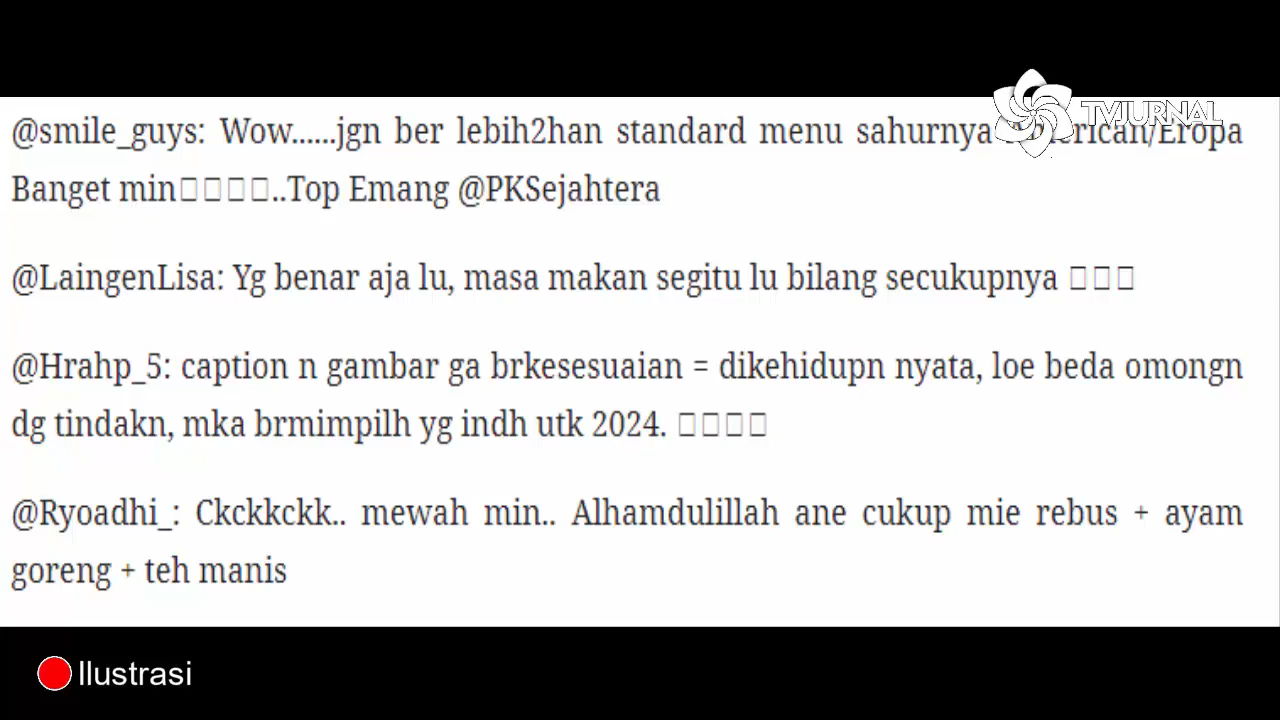 TVJURNAL
@smile_guys: Wow......jgn ber lebih2han standard menu sahurnya
Banget min□□□□..Top Emang @PKSejahtera
@LaingenLisa: Yg benar aja lu, masa makan segitu lu bilang secukupnya □□□
@Hrahp_5: caption n gambar ga brkesesuaian = dikehidupn nyata, loe beda omongn
dg tindakn, mka brmimpilh yg indh utk 2024. □□□□
@Ryoadhi_: Ckckkckk.. mewah min.. Alhamdulillah ane cukup mie rebus + ayam
goreng + teh manis
Ilustrasi